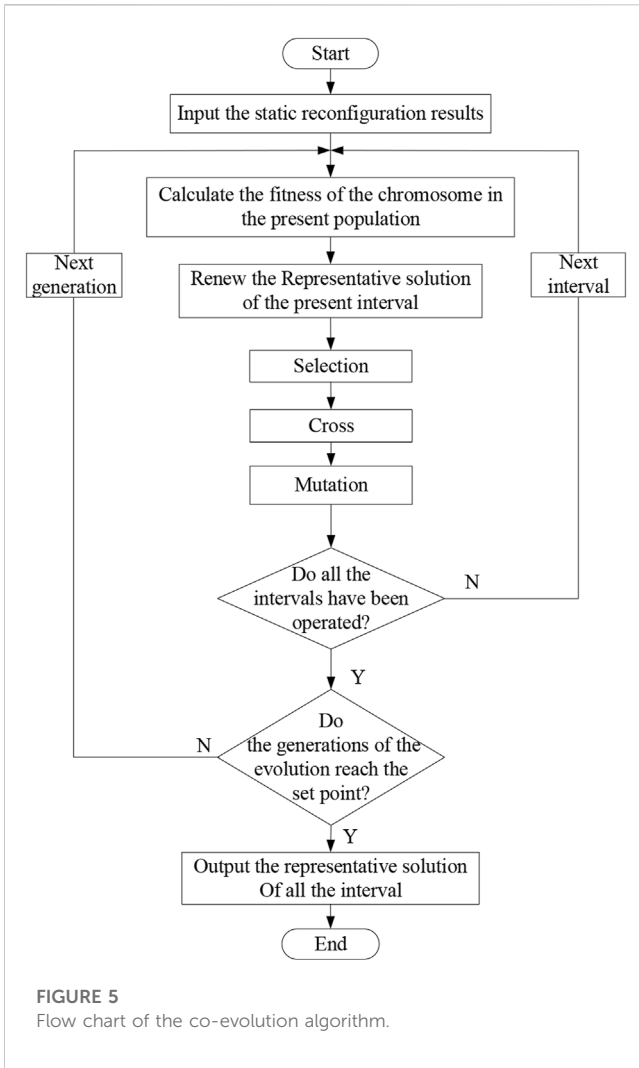 Start
Input the static reconfiguration results
Calculate the fitness of the chromosome in
the present population
Next
generation
Next
interval
Renew the Representative solution
of the present interval
Selection
Cross
Mutation
Do all the
intervals have been
operated?
N
Y
Do
the generations of the
evolution reach the
set point?
N
Y
Output the representative solution
Of all the interval
End
FIGURE 5
Flow chart of the co-evolution algorithm.